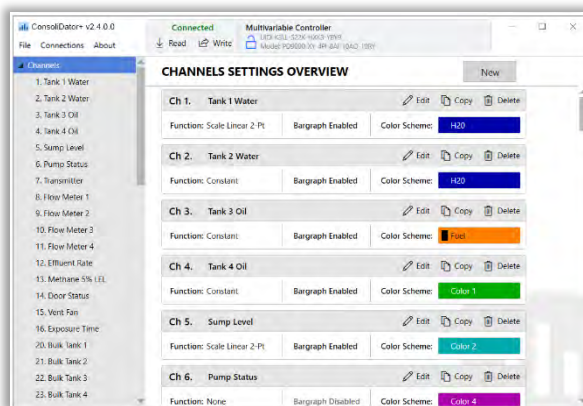 ConsoliDator+ v2.4.0.0
File Connections About
Connected
Read Write
Multivariable Controller
Channels
1. Tank 1 Water
2. Tank 2 Water
3. Tank 3 Oil
4. Tank 4 Oil
5. Sump Level
6. Pump Status
7. Transmitter
8. Flow Meter 1
9. Flow Meter 2
10. Flow Meter 3
11. Flow Meter 4
12. Effluent Rate
13. Methane 5% LEL
14. Door Status
15. Vent Fan
16. Exposure Time
20. Bulk Tank 1
21. Bulk Tank 2
22. Bulk Tank 3
23. Bulk Tank 4
CHANNELS SETTINGS OVERVIEW New
Ch 1. Tank 1 Water Edit Copy Delete
Function: Scale Linear 2-Pt Bargraph Enabled Color Scheme: H20
Ch 2. Tank 2 Water Edit Copy Delete
Function: Constant Bargraph Enabled Color Scheme: H20
Ch 3. Tank 3 Oil Edit Copy Delete
Function: Constant Bargraph Enabled Color Scheme: Fuel
Ch 4. Tank 4 Oil Edit Copy Delete
Function: Constant Bargraph Enabled Color Scheme: Color 1
Ch 5. Sump Level Edit Copy Delete
Function: Scale Linear 2-Pt Bargraph Enabled Color Scheme: Color 2
Ch 6. Pump Status Edit Copy Delete
Function: None Bargraph Disabled Color Scheme: Color 4